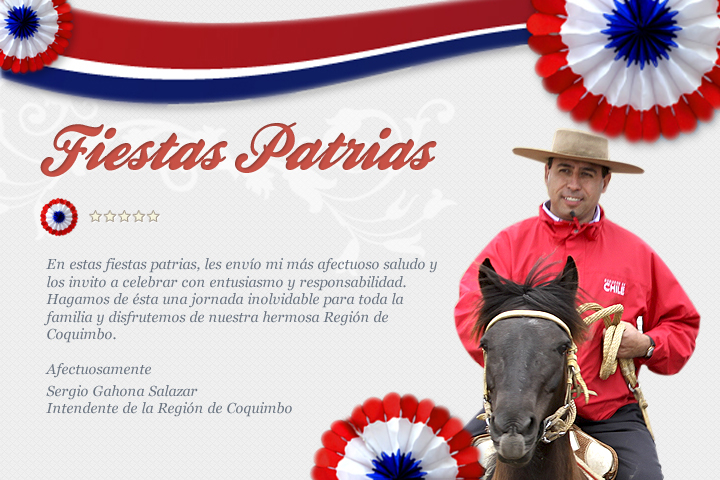 Fiestas Patrias
En estas fiestas patrias, les envío mi más afectuoso saludo y
los invito a celebrar con entusiasmo y responsabilidad.
Hagamos de ésta una jornada inolvidable para toda la
familia y disfrutemos de nuestra hermosa Región de
Coquimbo.
Afectuosamente
Sergio Gahona Salazar
Intendente de la Región de Coquimbo
CHILE